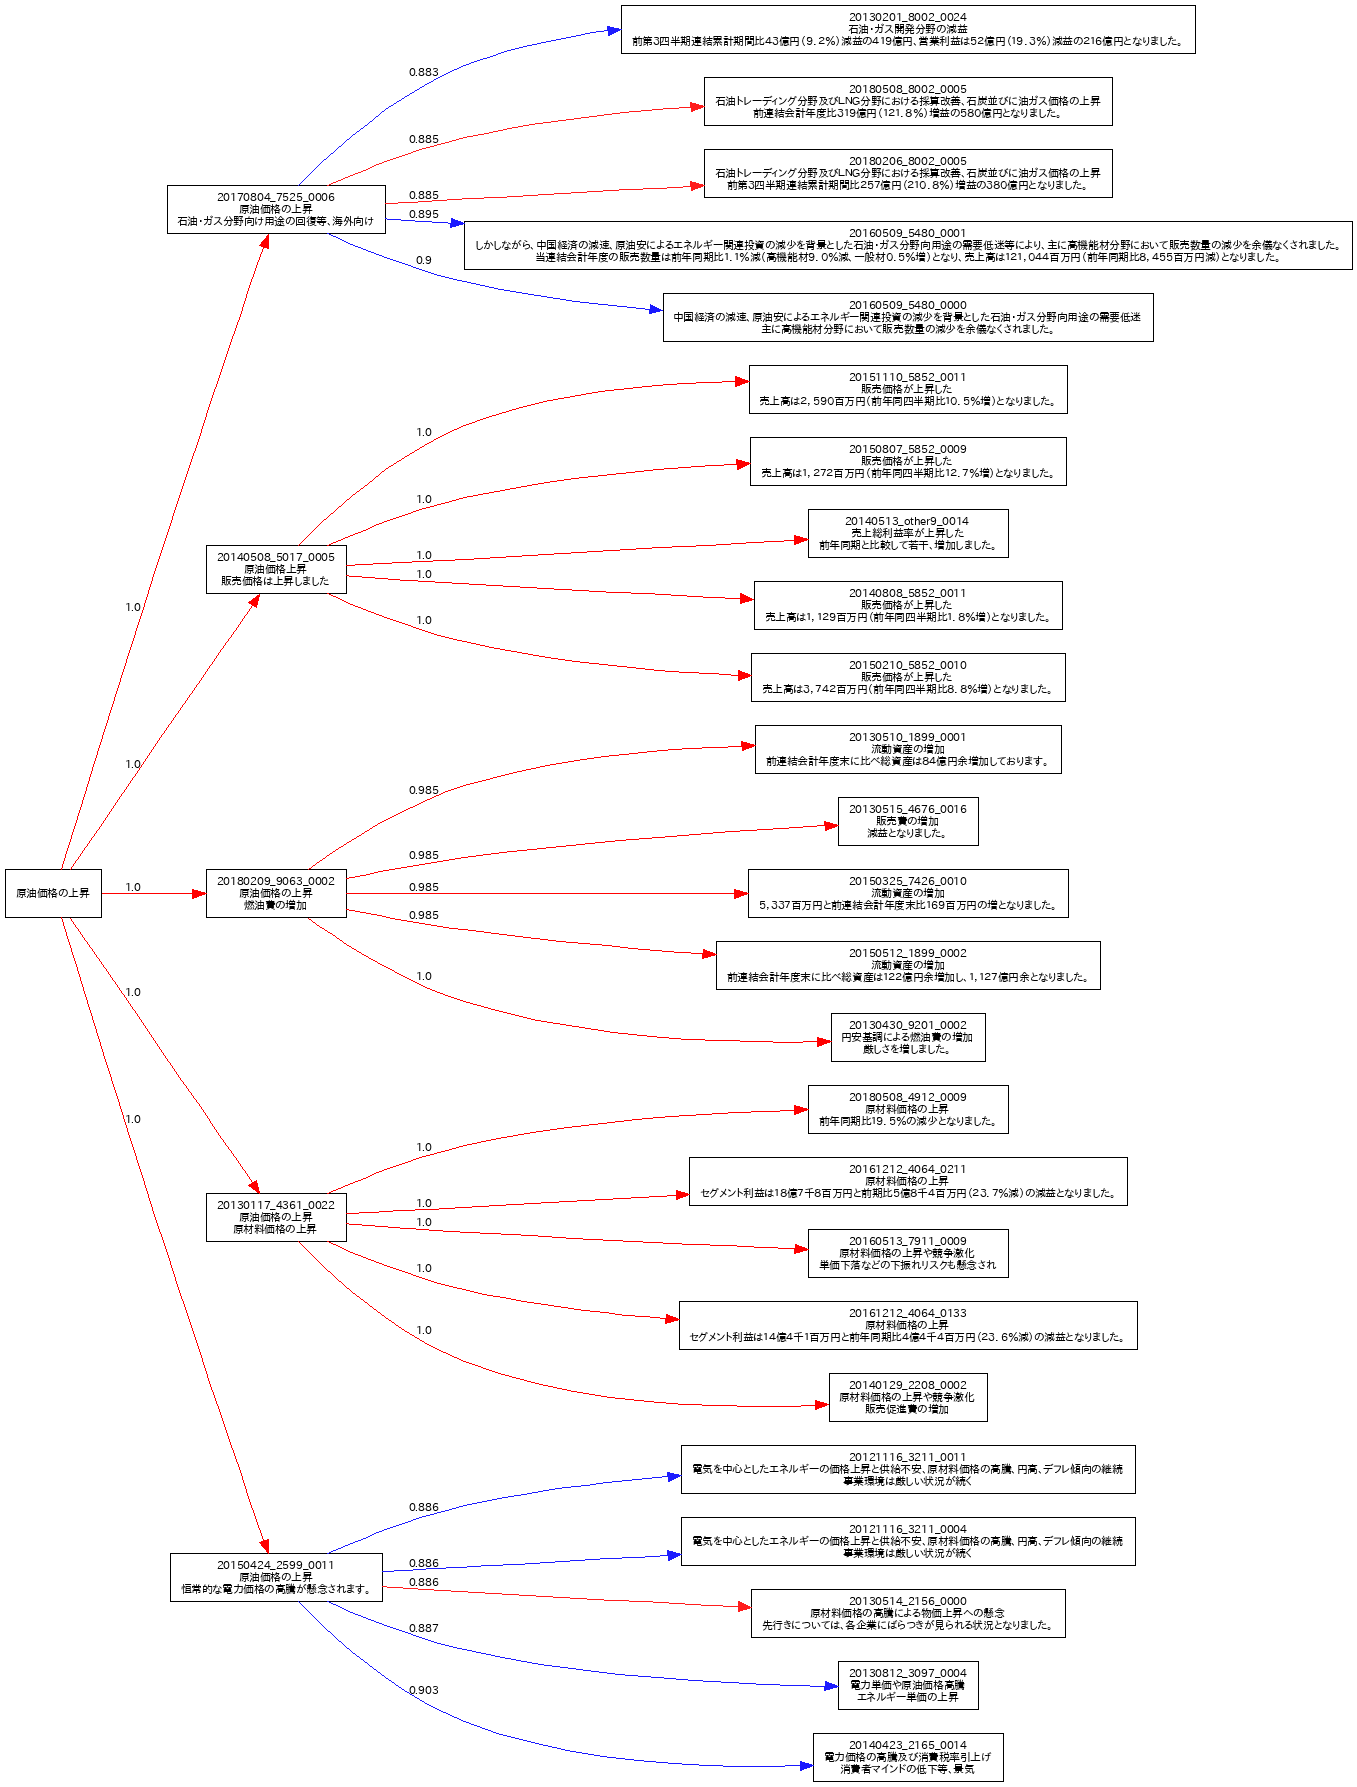 20130201_8002_0024
石油・ガス開発分野の減益
前第3四半期連結累計期間比43億円(9.2%)減益の419億円、営業利益は52億円(19.3%)減益の216億円となりました。
0.883
20180508_8002_0005
石油トレーディング分野及びLNG分野における採算改善、石炭並びに油ガス価格の上昇
前連結会計年度比319億円(121.8%)増益の580億円となりました。
0.885
20180206_8002_0005
石油トレーディング分野及びLNG分野における採算改善、石炭並びに油ガス価格の上昇
前第3四半期連結累計期間比257億円(210.8%)増益の380億円となりました。
0.885
20170804_7525_0006
原油価格の上昇
石油・ガス分野向け用途の回復等、海外向け
0.895
20160509_5480_0001
しかしながら、中国経済の減速、原油安によるエネルギー関連投資の減少を背景とした石油・ガス分野向用途の需要低迷等により、主に高機能材分野において販売数量の減少を余儀なくされました。
当連結会計年度の販売数量は前年同期比1.1%減(高機能材9.0%減、一般材0.5%増)となり、売上高は121,044百万円(前年同期比8,455百万円減)となりました。
0.9
20160509_5480_0000
中国経済の減速、原油安によるエネルギー関連投資の減少を背景とした石油・ガス分野向用途の需要低迷
主に高機能材分野において販売数量の減少を余儀なくされました。
20151110_5852_0011
販売価格が上昇した
売上高は2,590百万円(前年同四半期比10.5%増)となりました。
1.0
20150807_5852_0009
販売価格が上昇した
売上高は1,272百万円(前年同四半期比12.7%増)となりました。
1.0
20140513_other9_0014
売上総利益率が上昇した
前年同期と比較して若干、増加しました。
1.0
20140508_5017_0005
原油価格上昇
販売価格は上昇しました
1.0
20140808_5852_0011
販売価格が上昇した
売上高は1,129百万円(前年同四半期比1.8%増)となりました。
1.0
1.0
20150210_5852_0010
販売価格が上昇した
売上高は3,742百万円(前年同四半期比8.8%増)となりました。
20130510_1899_0001
流動資産の増加
前連結会計年度末に比べ総資産は84億円余増加しております。
1.0
0.985
20130515_4676_0016
販売費の増加
減益となりました。
0.985
原油価格の上昇
1.0
20180209_9063_0002
原油価格の上昇
燃油費の増加
0.985
20150325_7426_0010
流動資産の増加
5,337百万円と前連結会計年度末比169百万円の増となりました。
0.985
20150512_1899_0002
流動資産の増加
前連結会計年度末に比べ総資産は122億円余増加し、1,127億円余となりました。
1.0
1.0
20130430_9201_0002
円安基調による燃油費の増加
厳しさを増しました。
20180508_4912_0009
原材料価格の上昇
前年同期比19.5%の減少となりました。
1.0
1.0
20161212_4064_0211
原材料価格の上昇
セグメント利益は18億7千8百万円と前期比5億8千4百万円(23.7%減)の減益となりました。
1.0
20130117_4361_0022
原油価格の上昇
原材料価格の上昇
1.0
20160513_7911_0009
原材料価格の上昇や競争激化
単価下落などの下振れリスクも懸念され
1.0
20161212_4064_0133
原材料価格の上昇
セグメント利益は14億4千1百万円と前年同期比4億4千4百万円(23.6%減)の減益となりました。
1.0
20140129_2208_0002
原材料価格の上昇や競争激化
販売促進費の増加
20121116_3211_0011
電気を中心としたエネルギーの価格上昇と供給不安、原材料価格の高騰、円高、デフレ傾向の継続
事業環境は厳しい状況が続く
0.886
20121116_3211_0004
電気を中心としたエネルギーの価格上昇と供給不安、原材料価格の高騰、円高、デフレ傾向の継続
事業環境は厳しい状況が続く
0.886
20150424_2599_0011
原油価格の上昇
恒常的な電力価格の高騰が懸念されます。
0.886
20130514_2156_0000
原材料価格の高騰による物価上昇への懸念
先行きについては、各企業にばらつきが見られる状況となりました。
0.887
20130812_3097_0004
電力単価や原油価格高騰
エネルギー単価の上昇
0.903
20140423_2165_0014
電力価格の高騰及び消費税率引上げ
消費者マインドの低下等、景気